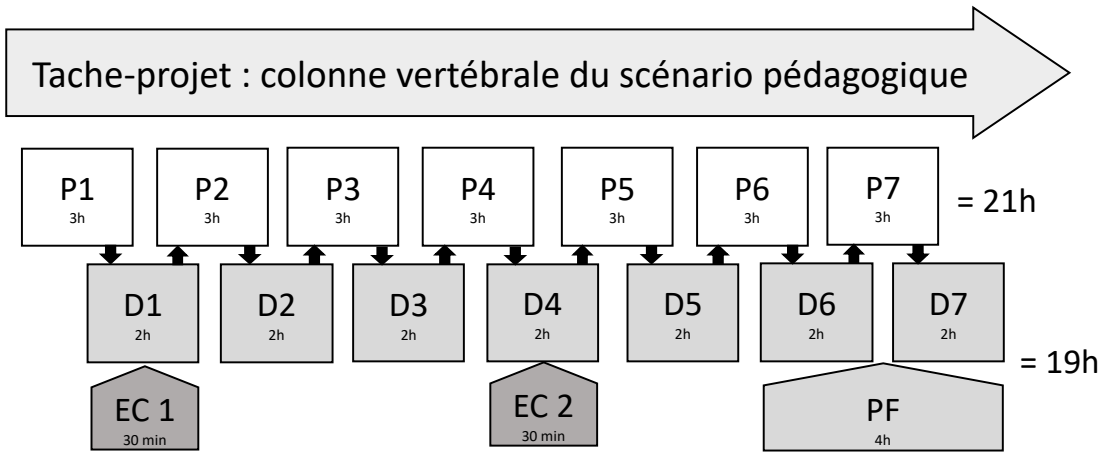 Tache-projet : colonne vertébrale du scénario pédagogique
P1
3h
P2
3h
P3
3h
P4
3h
P5
3h
P6
3h
P7
3h
= 21h
D1
2h
D2
2h
D3
2h
D4
2h
D5
2h
D6
2h
D7
2h
= 19h
EC 1
30 min
EC 2
30 min
PF
4h